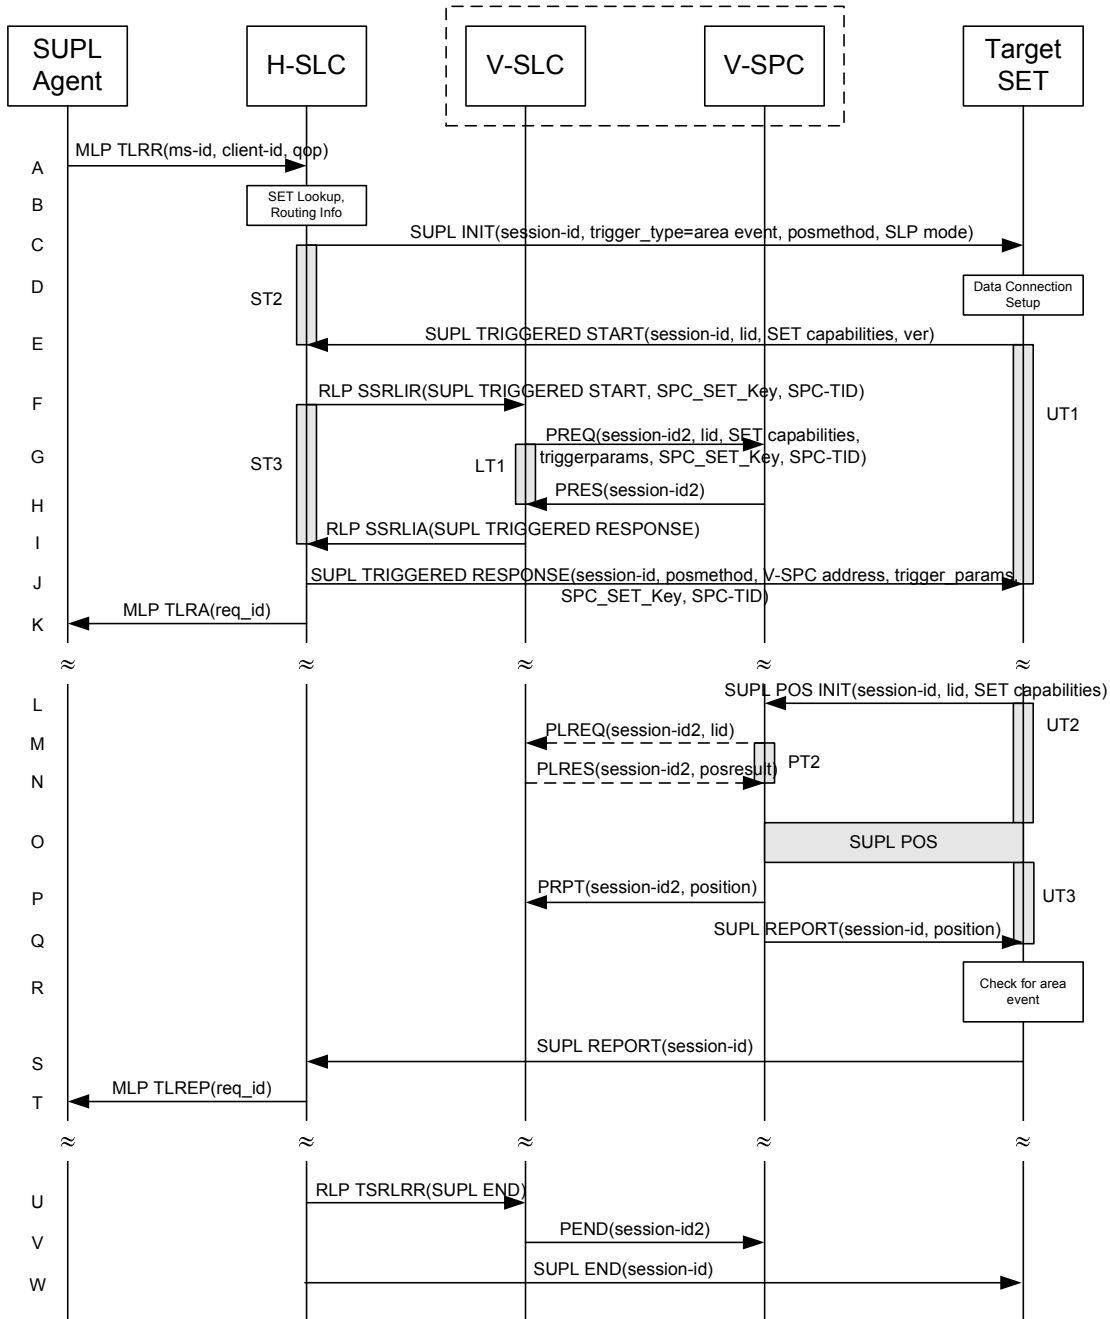 SUPL
Agent
H-SLC
V-SLC
V-SPC
Target
SET
A
MLP TLRR(ms-id, client-id, qop)
B
SET Lookup,
Routing Info
C
SUPL INIT(session-id, trigger_type=area event, posmethod, SLP mode)
D
ST2
Data Connection
Setup
E
SUPL TRIGGERED START(session-id, lid, SET capabilities, ver)
F
RLP SSRLIR(SUPL TRIGGERED START, SPC_SET_Key, SPC-TID)
UT1
G
ST3
LT1
PREQ(session-id2, lid, SET capabilities,
triggerparams, SPC_SET_Key, SPC-TID)
H
PRES(session-id2)
I
RLP SSRLIA(SUPL TRIGGERED RESPONSE)
J
SUPL TRIGGERED RESPONSE(session-id, posmethod, V-SPC address, trigger_params,
SPC_SET_Key, SPC-TID)
K
MLP TLRA(req_id)
≈ ≈ ≈ ≈ ≈
L
SUPL POS INIT(session-id, lid, SET capabilities)
UT2
M
PLREQ(session-id2, lid)
PT2
N
PLRES(session-id2, posresult)
O
SUPL POS
P
PRPT(session-id2, position)
UT3
Q
SUPL REPORT(session-id, position)
R
Check for area
event
S
SUPL REPORT(session-id)
T
MLP TLREP(req_id)
≈ ≈ ≈ ≈ ≈
U
RLP TSRLRR(SUPL END)
V
PEND(session-id2)
W
SUPL END(session-id)